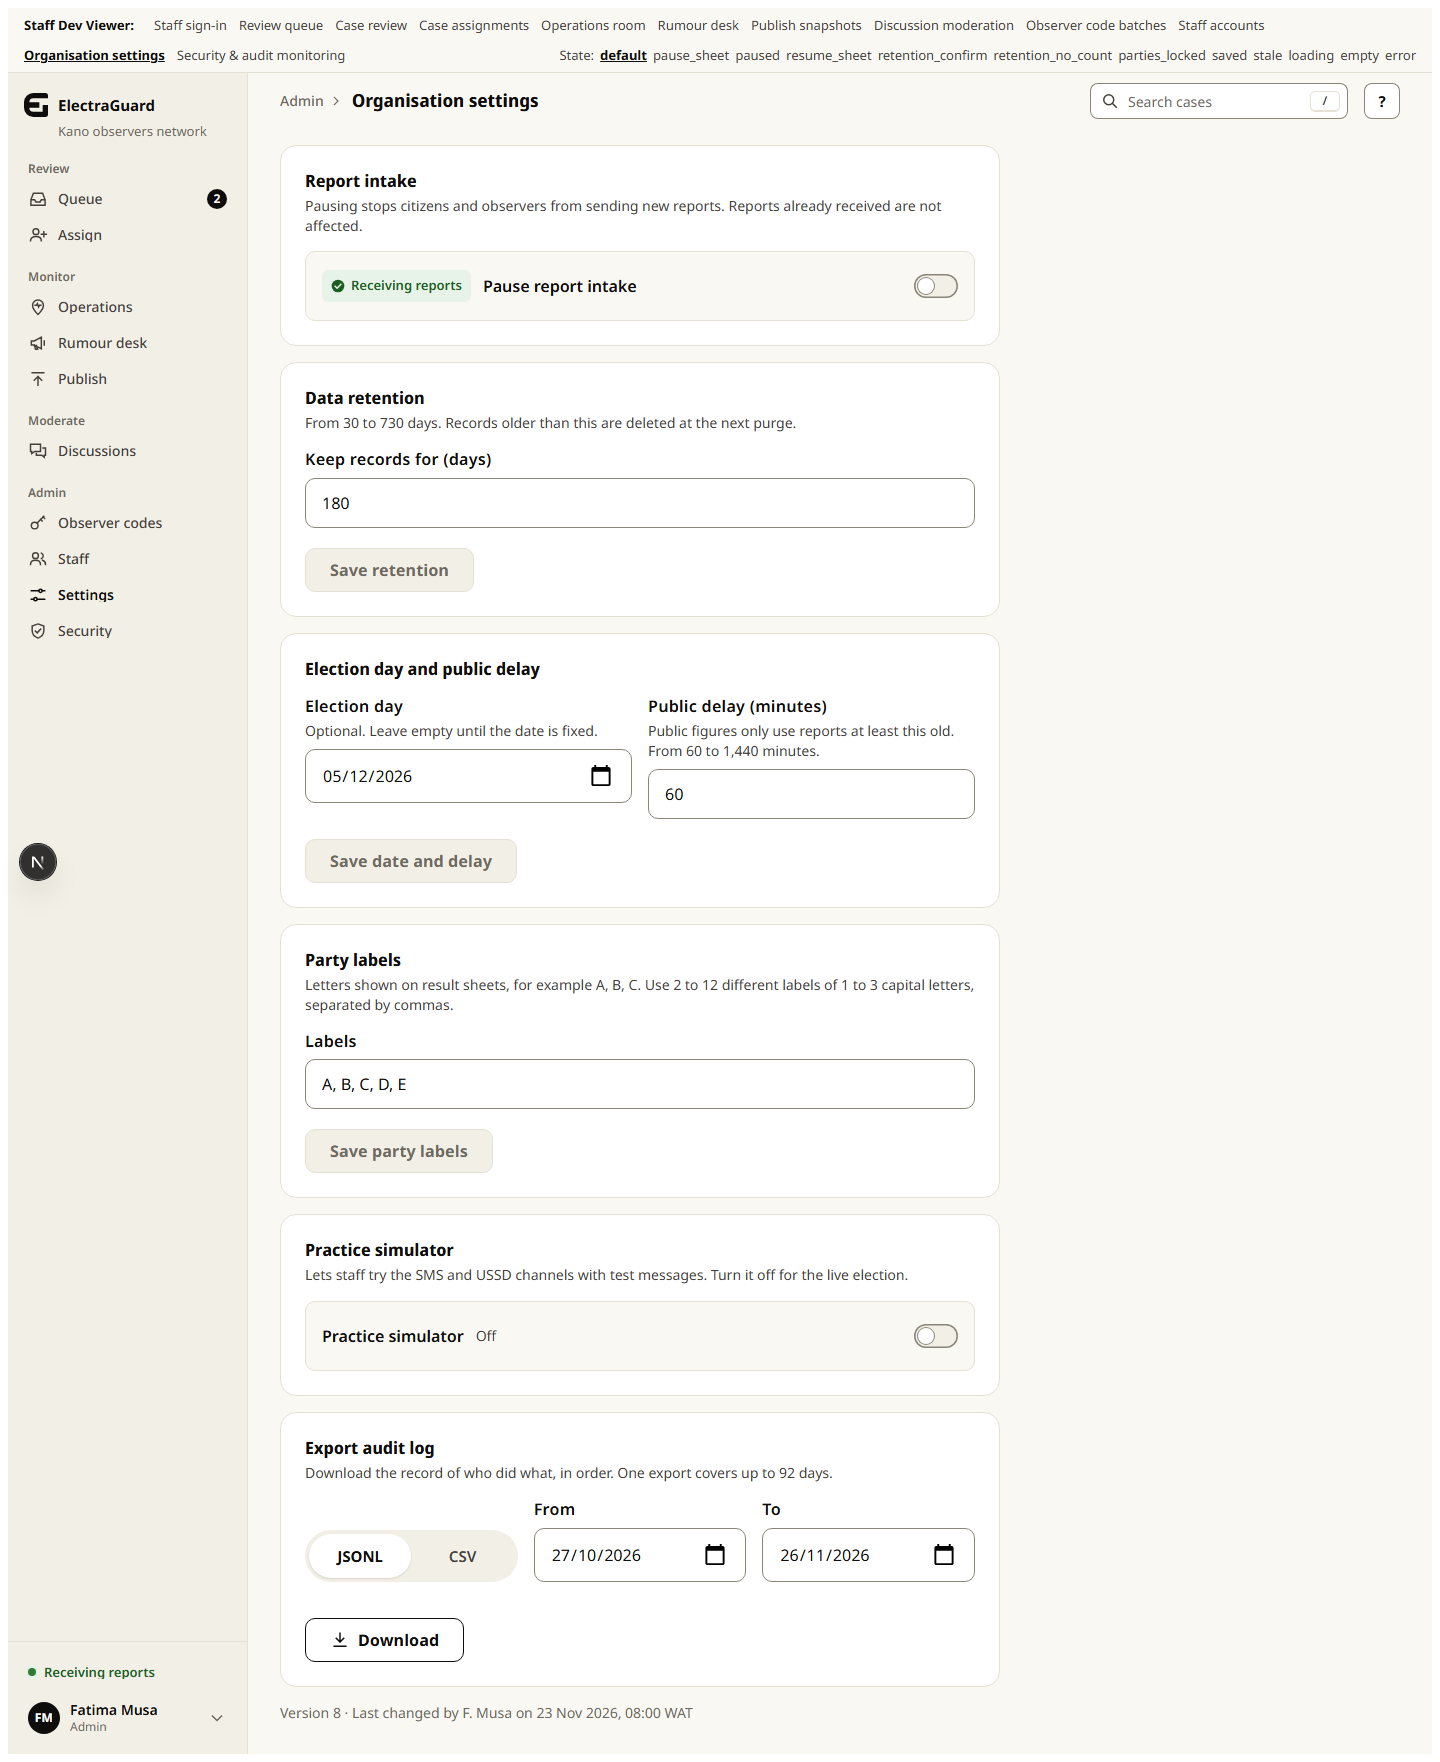 Staff Dev Viewer: Staff sign-in Review queue Case review Case assignments Operations room Rumour desk Publish snapshots Discussion moderation Observer code batches Staff accounts
Organisation settings Security & audit monitoring State: default pause_sheet paused resume_sheet retention_confirm retention_no_count parties_locked saved stale loading empty error
ElectraGuard
Kano observers network
Review
Queue 2
Assign
Monitor
Operations
Rumour desk
Publish
Moderate
Discussions
Admin
Observer codes
Staff
Settings
Security
N
Receiving reports
FM Fatima Musa
Admin
Admin Organisation settings
Search cases /
?
Report intake
Pausing stops citizens and observers from sending new reports. Reports already received are not
affected.
Receiving reports Pause report intake
Data retention
From 30 to 730 days. Records older than this are deleted at the next purge.
Keep records for (days)
180
Save retention
Election day and public delay
Election day
Optional. Leave empty until the date is fixed.
05/12/2026
Public delay (minutes)
Public figures only use reports at least this old.
From 60 to 1,440 minutes.
60
Save date and delay
Party labels
Letters shown on result sheets, for example A, B, C. Use 2 to 12 different labels of 1 to 3 capital letters,
separated by commas.
Labels
A, B, C, D, E
Save party labels
Practice simulator
Lets staff try the SMS and USSD channels with test messages. Turn it off for the live election.
Practice simulator Off
Export audit log
Download the record of who did what, in order. One export covers up to 92 days.
JSONL CSV
From
27/10/2026
To
26/11/2026
Download
Version 8 · Last changed by F. Musa on 23 Nov 2026, 08:00 WAT